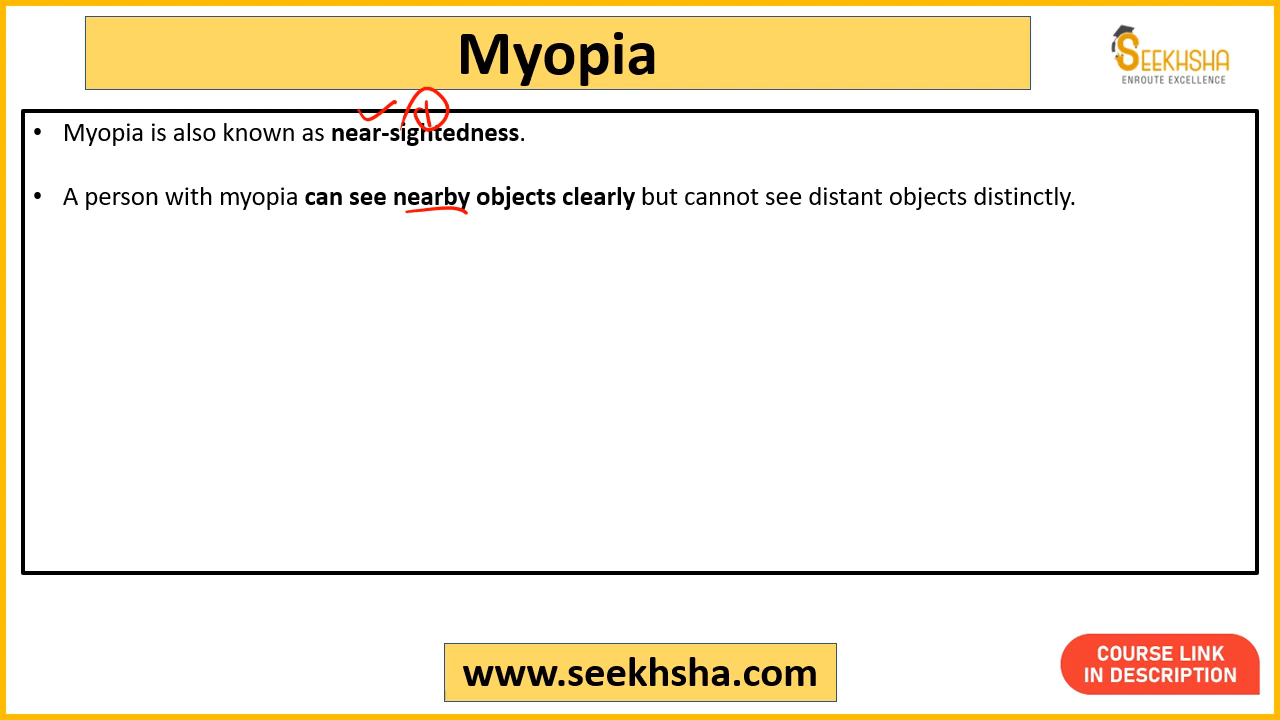 Myopia
SEEKHSHA
ENROUTE EXCELLENCE
• Myopia is also known as near-sightedness.
• A person with myopia can see nearby objects clearly but cannot see distant objects distinctly.
www.seekhsha.com
COURSE LINK
IN DESCRIPTION